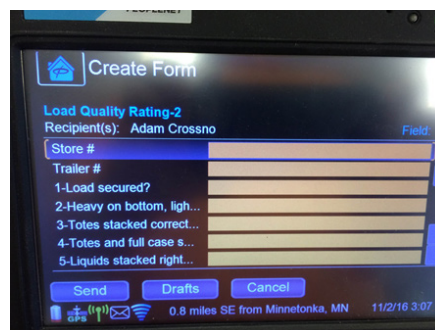 PEOPLENET
Create Form
Load Quality Rating-2
Recipient(s): Adam Crossno
Field:
Store #
Trailer #
1-Load secured?
2-Heavy on bottom, ligh...
3-Totes stacked correct...
4-Totes and full case s...
5-Liquids stacked right...
Send Drafts Cancel
GPS 0.8 miles SE from Minnetonka, MN 11/2/16 3:07